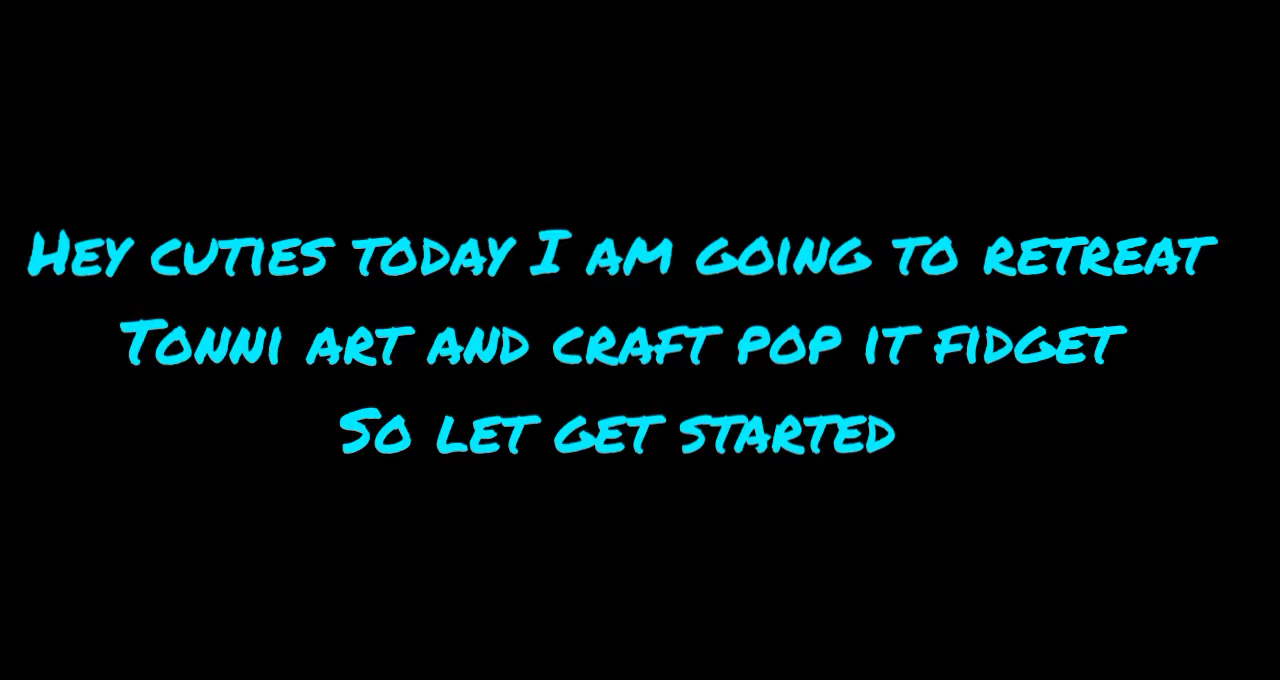 Hey cuties today I am going to retreat
Tonni art and craft pop it fidget
So let get started